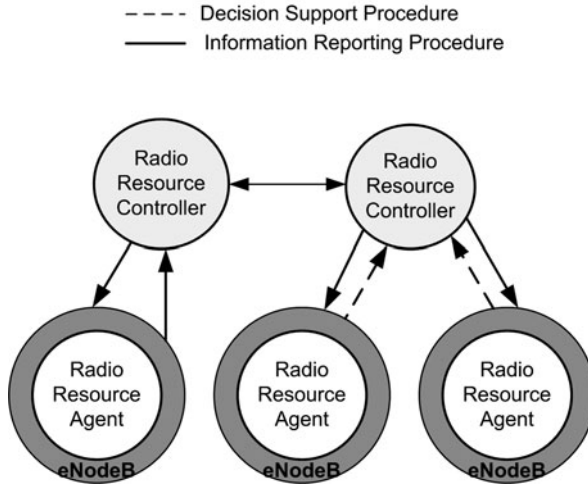 Decision Support Procedure
Information Reporting Procedure
Radio
Resource
Controller
Radio
Resource
Controller
Radio
Resource
Agent
eNodeB
Radio
Resource
Agent
eNodeB
Radio
Resource
Agent
eNodeB